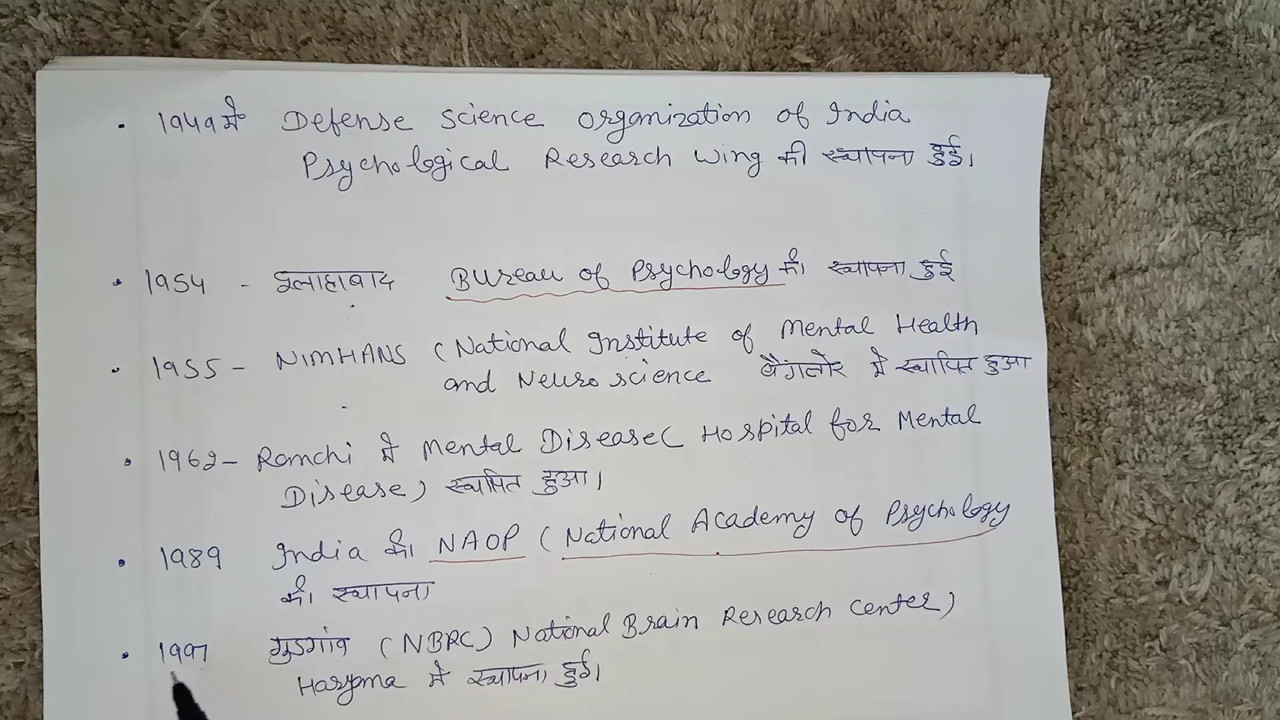 • 1949 में Defense Science Organization of India
Psychological Research Wing की स्थापना हुई।
• 1954 - इलाहाबाद Bureau of Psychology की स्थापना हुई
• 1955 - NIMHANS (National Institute of Mental Health
and Neuro science बैंगलोर में स्थापित हुआ
• 1962 - Ranchi में Mental Disease ( Hospital for Mental
Disease) स्थापित हुआ।
• 1989 India की NAOP ( National Academy of Psychology
की स्थापना
• 1997 गुड़गांव (NBRC) National Brain Research Center)
Haryana में स्थापना हुई।